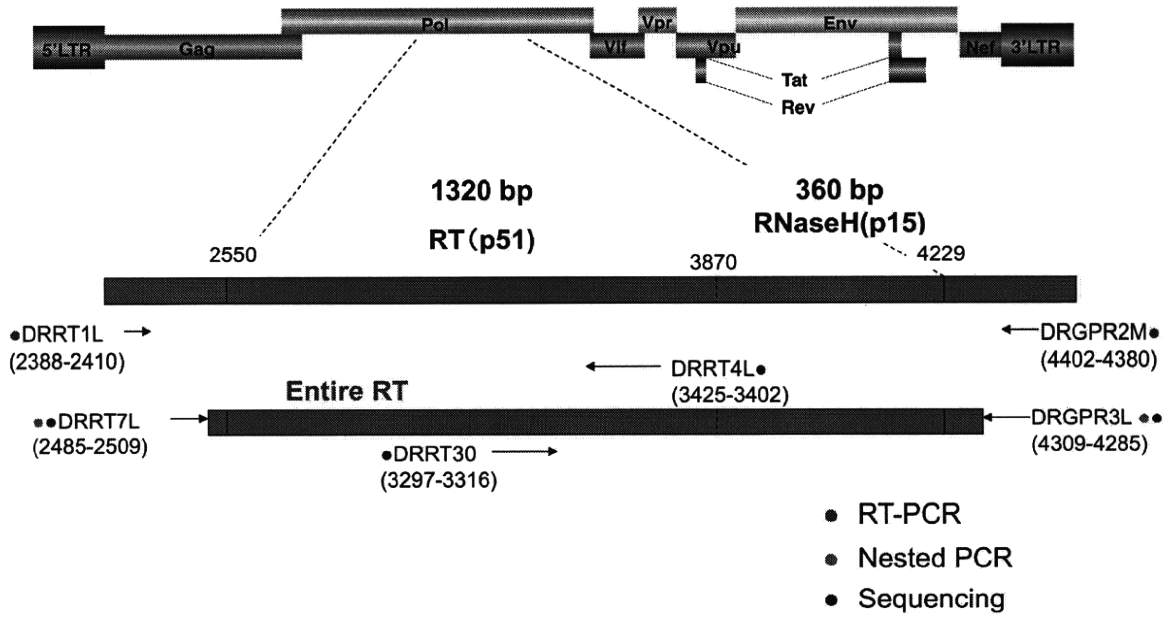 5'LTR
Gag
Pol
Vif
Vpr
Vpu
Env
Nef
3'LTR
Tat
Rev
1320 bp
RT(p51)
360 bp
RNaseH(p15)
2550
3870
4229
●DRRT1L
(2388-2410)
DRGPR2M●
(4402-4380)
DRRT4L●
(3425-3402)
Entire RT
●●DRRT7L
(2485-2509)
DRGPR3L ●●
(4309-4285)
●DRRT30
(3297-3316)
● RT-PCR
● Nested PCR
● Sequencing